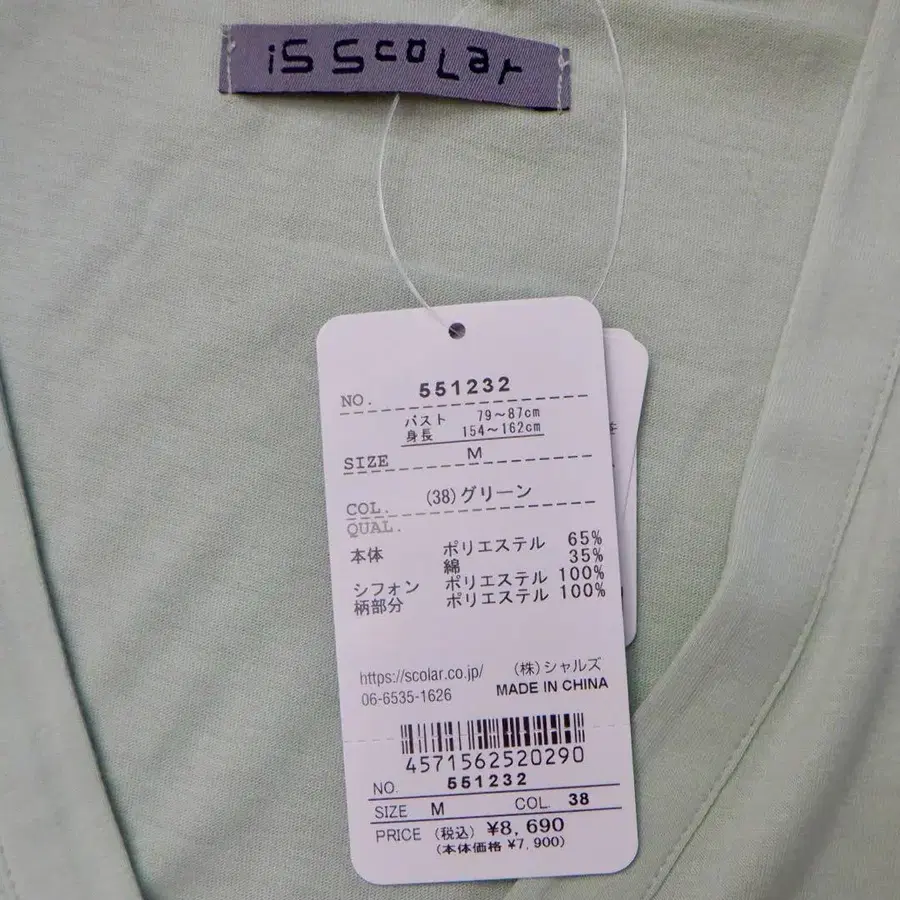 iS ScoLar
NO. 551232
バスト 79～87cm
身長 154～162cm
SIZE M
COL. (38)グリーン
QUAL.
本体 ポリエステル 65%
綿 35%
シフォン ポリエステル 100%
柄部分 ポリエステル 100%
https://scolar.co.jp/ (株)シャルズ
06-6535-1626 MADE IN CHINA
4571562520290
NO. 551232
SIZE M COL. 38
PRICE (税込) ¥8,690
(本体価格 ¥7,900)